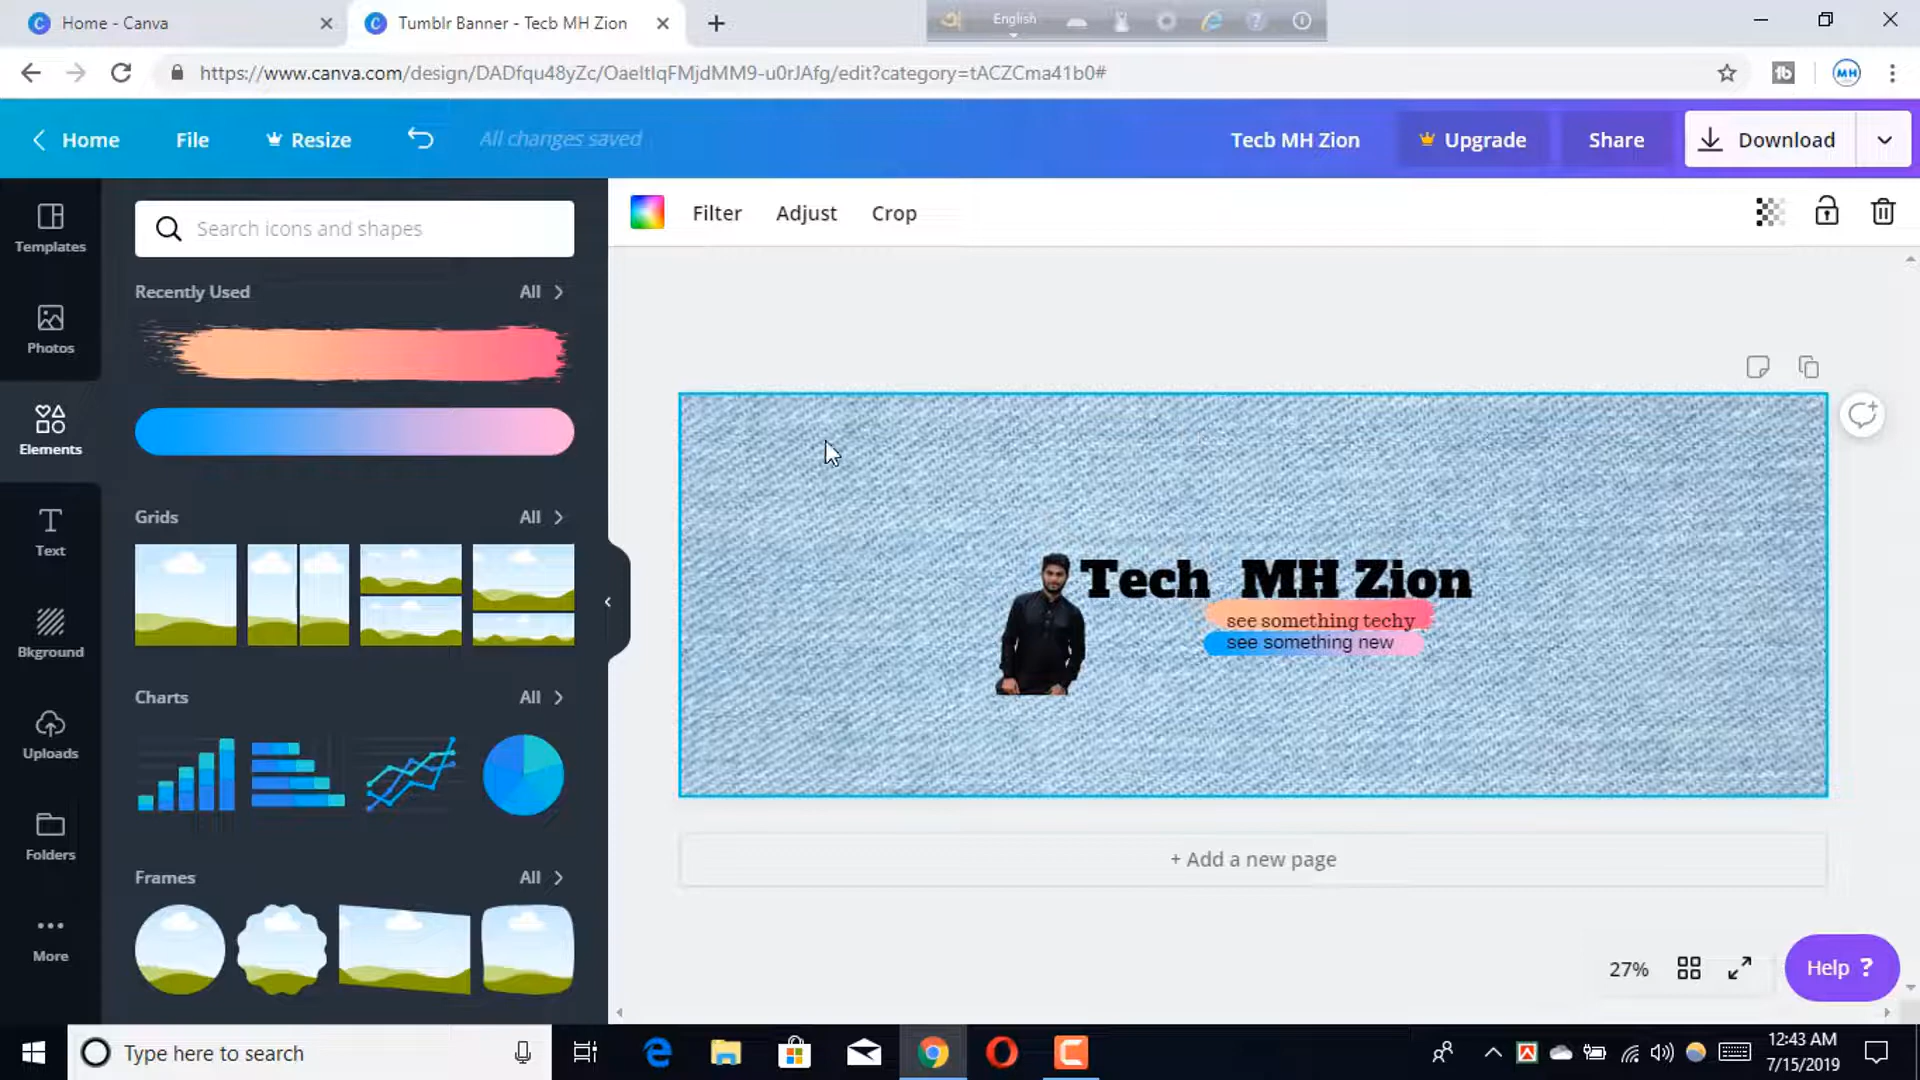 Home - Canva
Tumblr Banner - Tecb MH Zion
English
https://www.canva.com/design/DADfqu48yZc/OaeItIqFMjdMM9-u0rJAfg/edit?category=tACZCma41b0#
MH
Home
File
Resize
All changes saved
Tecb MH Zion
Upgrade
Share
Download
Templates
Photos
Elements
Text
Bkground
Uploads
Folders
More
Search icons and shapes
Recently Used
All
Grids
All
Charts
All
Frames
All
Filter
Adjust
Crop
Tech MH Zion
see something techy
see something new
+ Add a new page
27%
Help ?
Type here to search
12:43 AM
7/15/2019